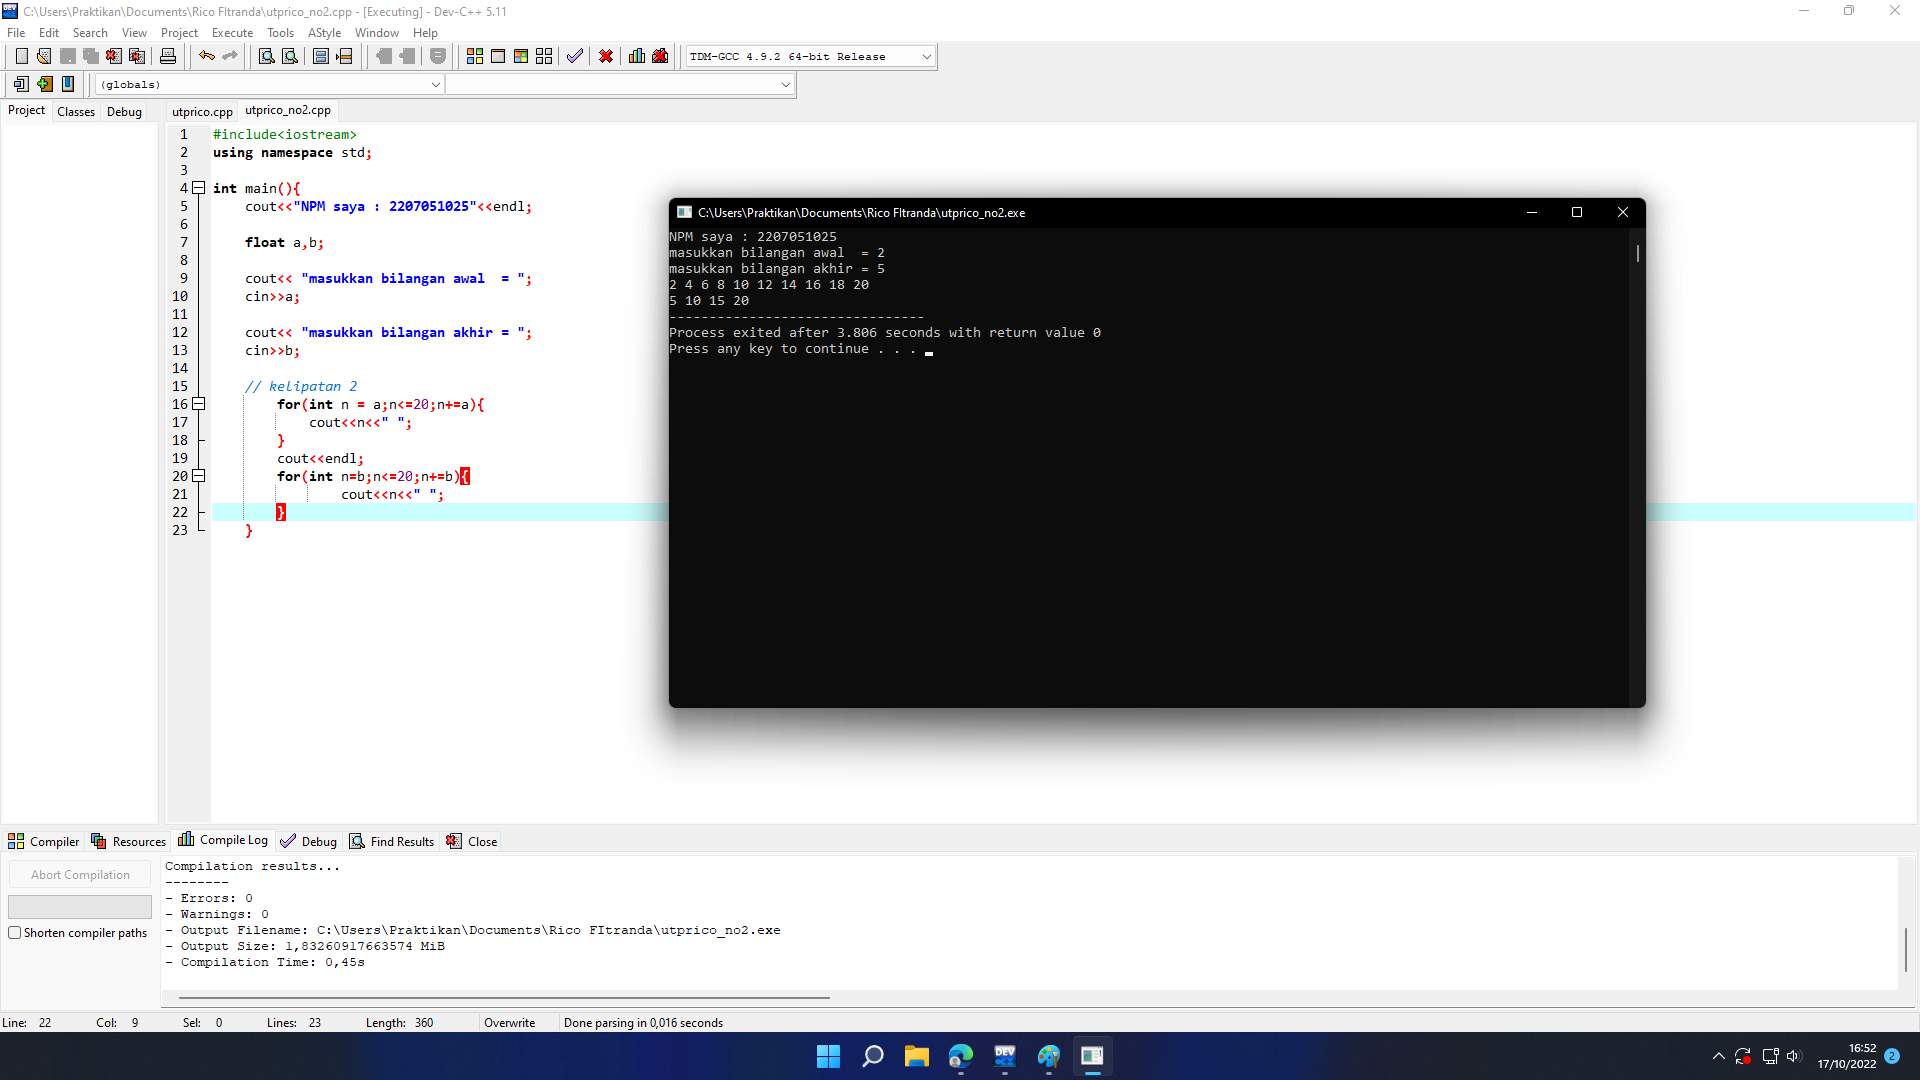 C:\Users\Praktikan\Documents\Rico FItranda\utprico_no2.cpp - [Executing] - Dev-C++ 5.11
File Edit Search View Project Execute Tools AStyle Window Help
TDM-GCC 4.9.2 64-bit Release
(globals)
Project Classes Debug
utprico.cpp utprico_no2.cpp
1 #include<iostream>
2 using namespace std;
3
4 int main(){
5 cout<<"NPM saya : 2207051025"<<endl;
6
7 float a,b;
8
9 cout<< "masukkan bilangan awal  = ";
10 cin>>a;
11
12 cout<< "masukkan bilangan akhir = ";
13 cin>>b;
14
15 // kelipatan 2
16 for(int n = a;n<=20;n+=a){
17 cout<<n<<" ";
18 }
19 cout<<endl;
20 for(int n=b;n<=20;n+=b){
21 cout<<n<<" ";
22 }
23 }
C:\Users\Praktikan\Documents\Rico FItranda\utprico_no2.exe
NPM saya : 2207051025
masukkan bilangan awal  = 2
masukkan bilangan akhir = 5
2 4 6 8 10 12 14 16 18 20
5 10 15 20
--------------------------------
Process exited after 3.806 seconds with return value 0
Press any key to continue . . .
Compiler Resources Compile Log Debug Find Results Close
Abort Compilation
Shorten compiler paths
Compilation results...
--------
- Errors: 0
- Warnings: 0
- Output Filename: C:\Users\Praktikan\Documents\Rico FItranda\utprico_no2.exe
- Output Size: 1,83260917663574 MiB
- Compilation Time: 0,45s
Line: 22 Col: 9 Sel: 0 Lines: 23 Length: 360 Overwrite Done parsing in 0,016 seconds
DEV
16:52
17/10/2022
2